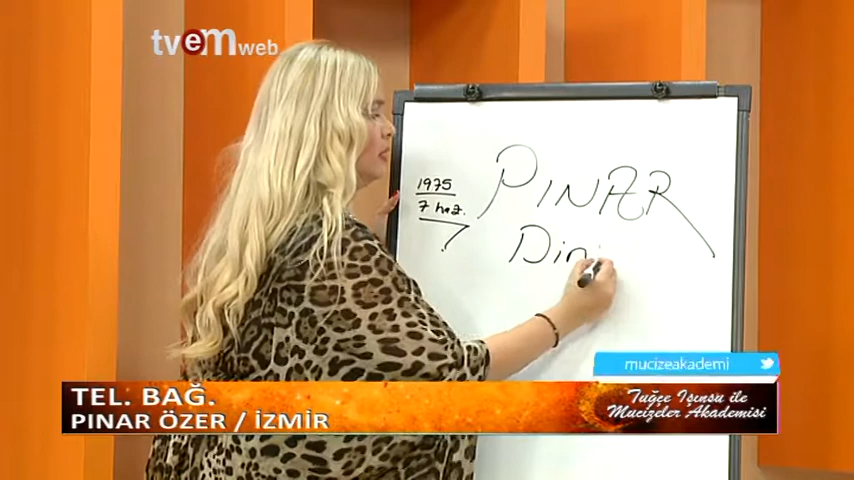 tvem web
1975
7 haz.
PINAR
Din
mucizeakademi
TEL. BAĞ.
PINAR ÖZER / İZMİR
Tuğçe Işınsu ile
Mucizeler Akademisi